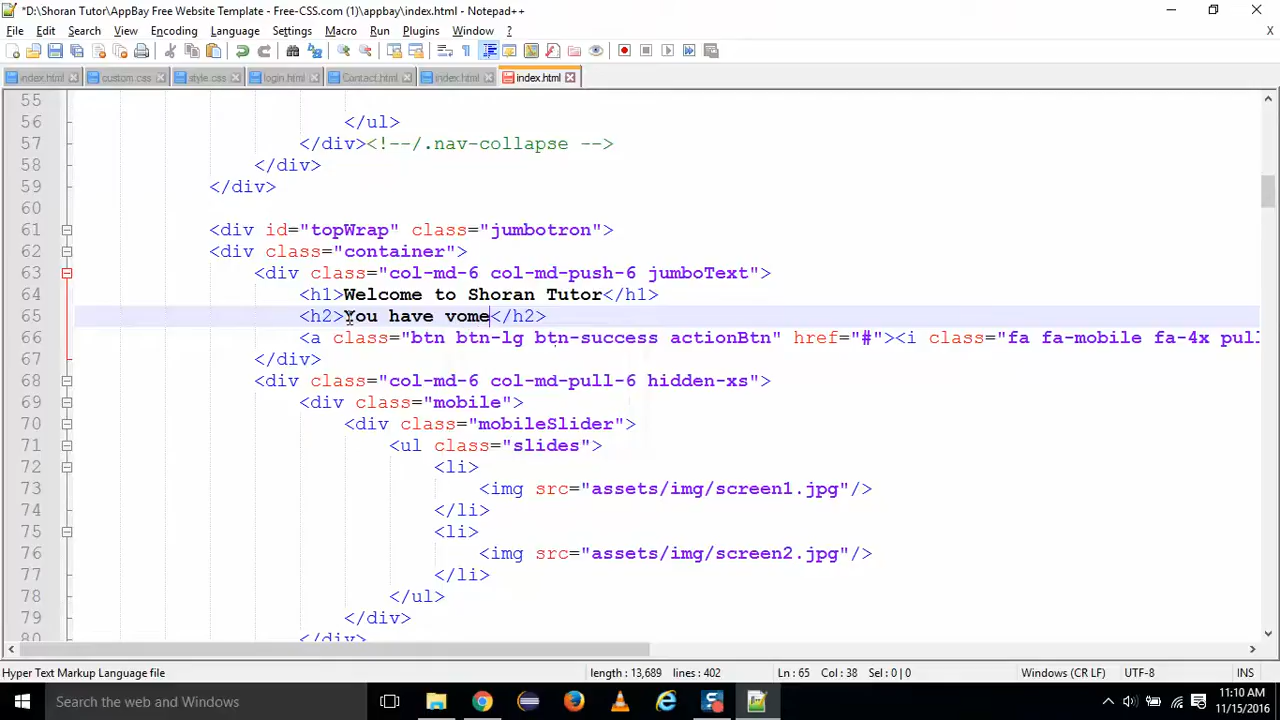 *D:\Shoran Tutor\AppBay Free Website Template - Free-CSS.com (1)\appbay\index.html - Notepad++
File Edit Search View Encoding Language Settings Macro Run Plugins Window ? X
index.html custom.css style.css login.html Contact.html index.html index.html
55
56 </ul>
57 </div><!--/.nav-collapse -->
58 </div>
59 </div>
60
61 <div id="topWrap" class="jumbotron">
62 <div class="container">
63 <div class="col-md-6 col-md-push-6 jumboText">
64 <h1>Welcome to Shoran Tutor</h1>
65 <h2>You have vome</h2>
66 <a class="btn btn-lg btn-success actionBtn" href="#"><i class="fa fa-mobile fa-4x pull
67 </div>
68 <div class="col-md-6 col-md-pull-6 hidden-xs">
69 <div class="mobile">
70 <div class="mobileSlider">
71 <ul class="slides">
72 <li>
73 <img src="assets/img/screen1.jpg"/>
74 </li>
75 <li>
76 <img src="assets/img/screen2.jpg"/>
77 </li>
78 </ul>
79 </div>
80 </div>
Hyper Text Markup Language file length : 13,689 lines : 402 Ln : 65 Col : 38 Sel : 0 | 0 Windows (CR LF) UTF-8 INS
Search the web and Windows
11:10 AM
11/15/2016